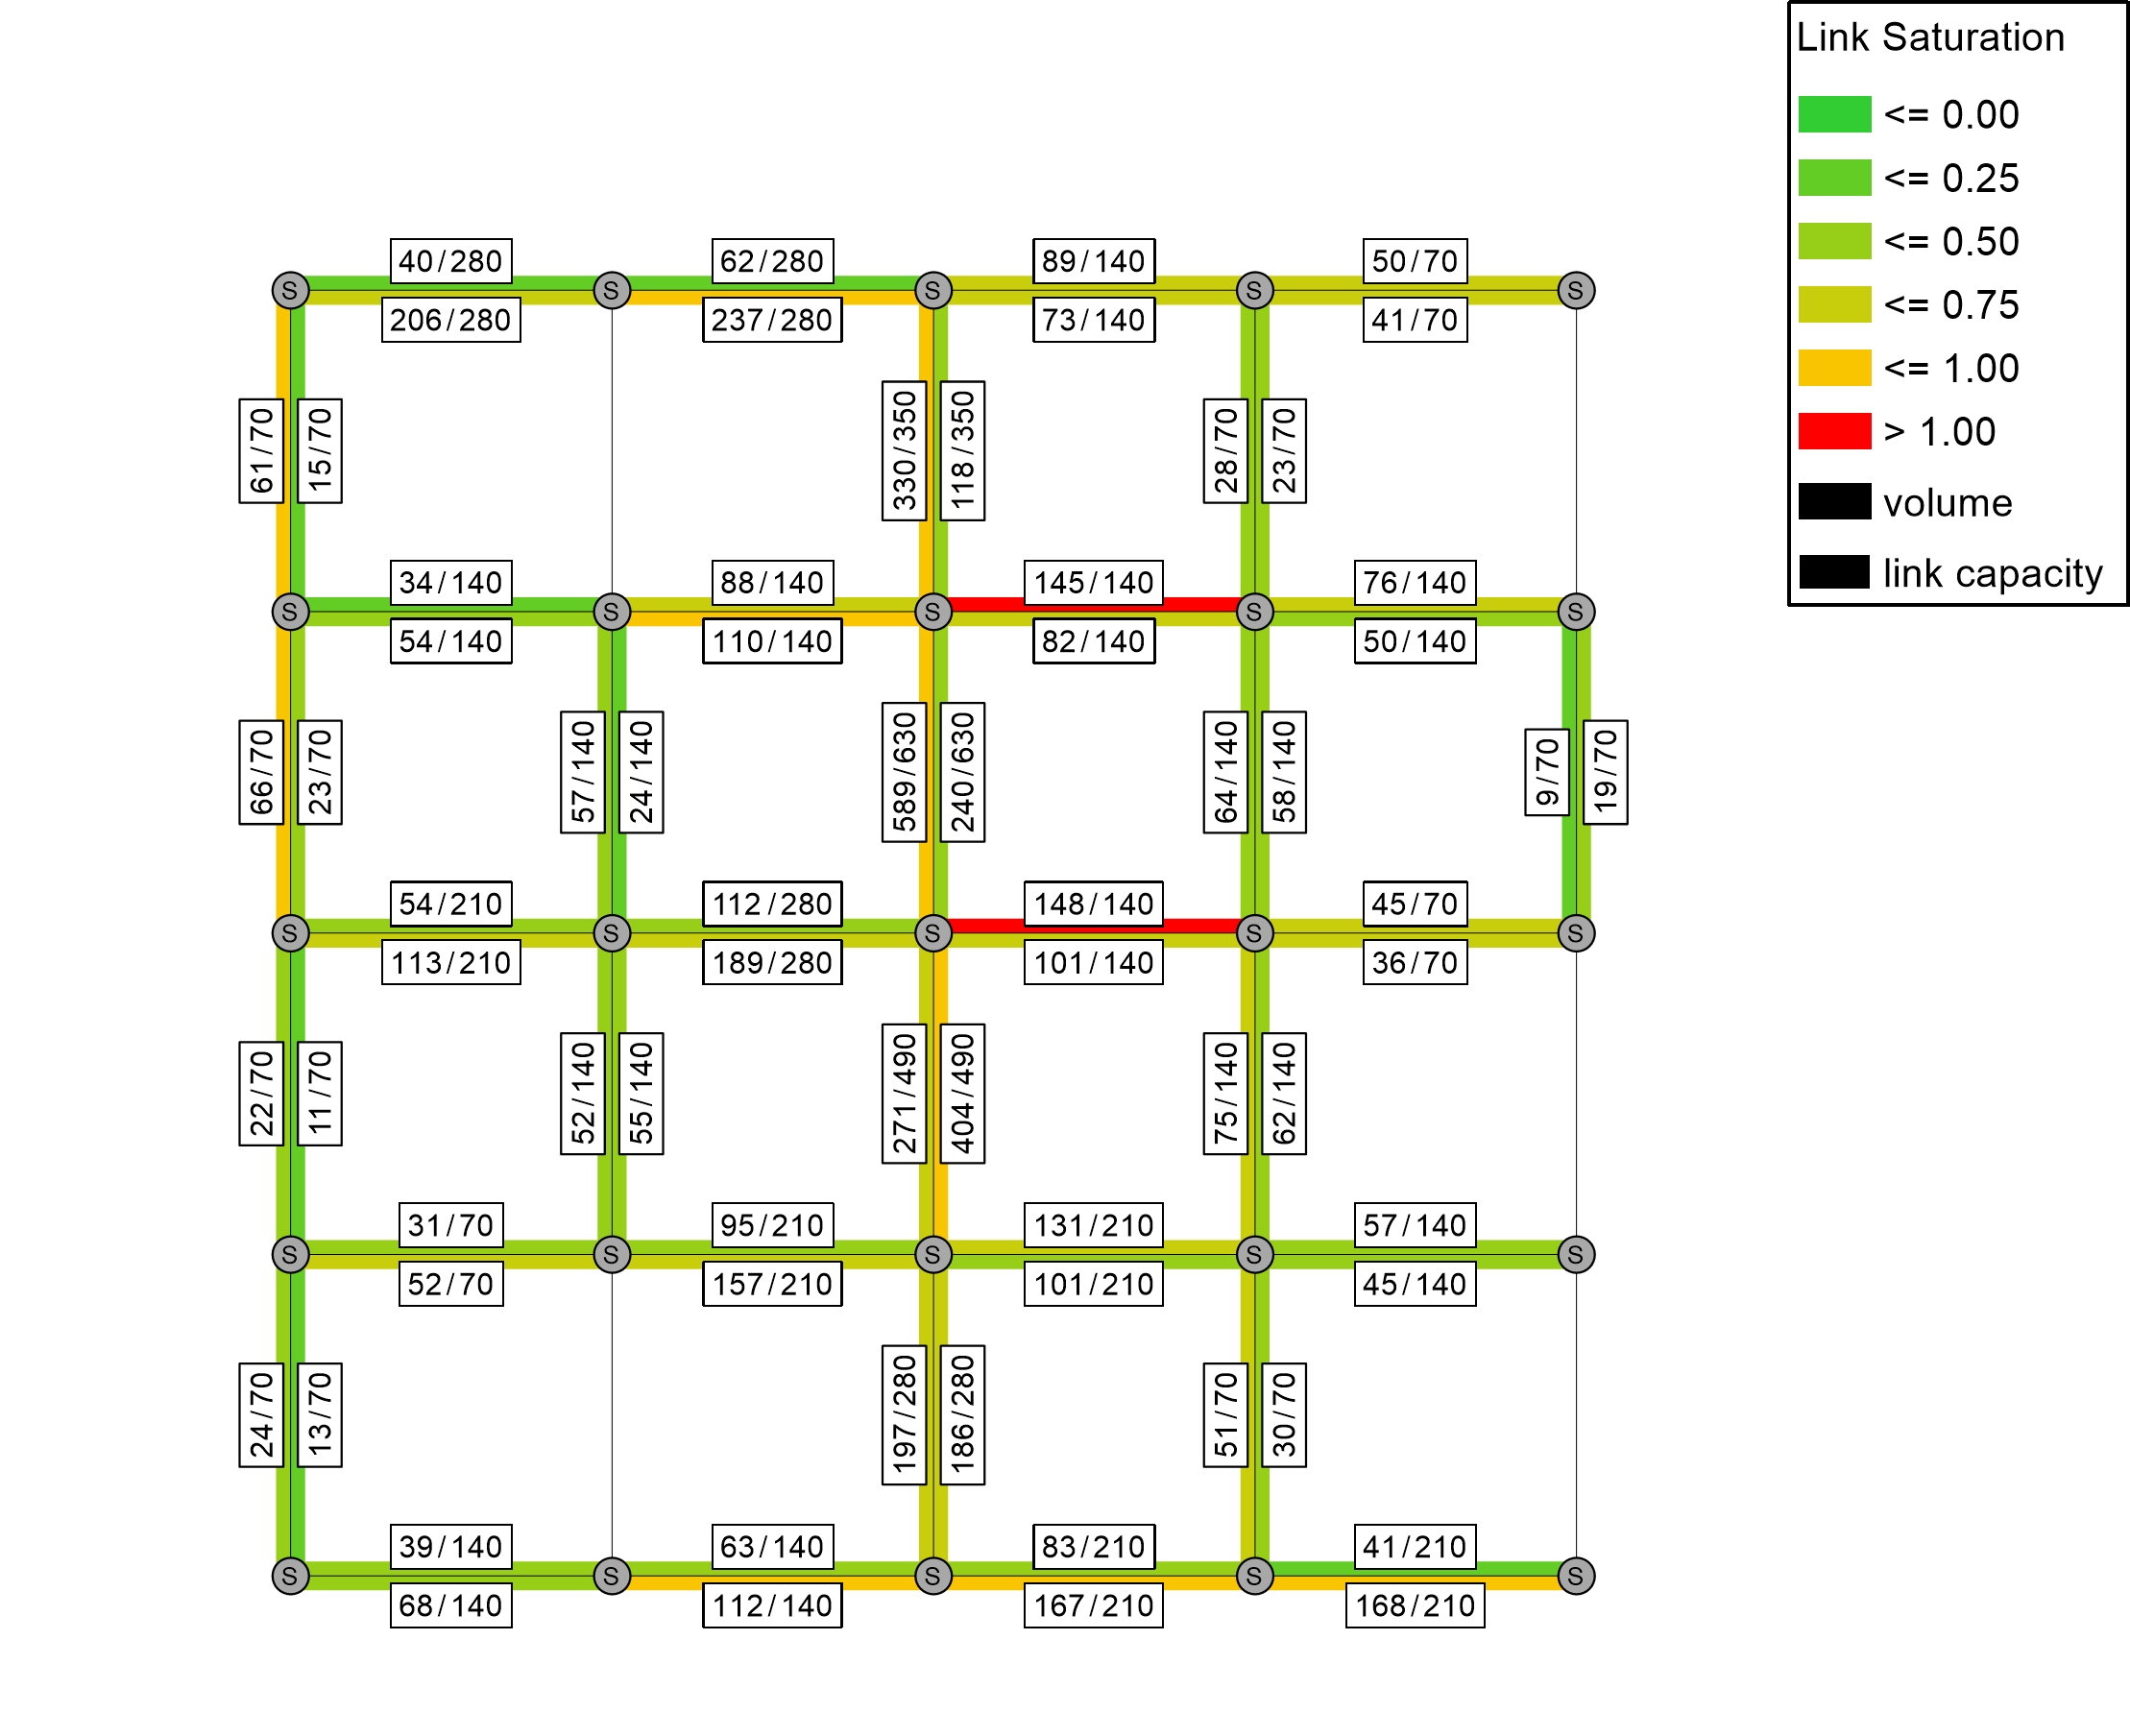 Link Saturation
<= 0.00
<= 0.25
<= 0.50
<= 0.75
<= 1.00
> 1.00
volume
link capacity
40/280
62/280
89/140
50/70
S
S
S
S
S
206/280
237/280
73/140
41/70
61/70
15/70
330/350
118/350
28/70
23/70
34/140
88/140
145/140
76/140
S
S
S
S
S
54/140
110/140
82/140
50/140
66/70
23/70
57/140
24/140
589/630
240/630
64/140
58/140
9/70
19/70
54/210
112/280
148/140
45/70
S
S
S
S
S
113/210
189/280
101/140
36/70
22/70
11/70
52/140
55/140
271/490
404/490
75/140
62/140
31/70
95/210
131/210
57/140
S
S
S
S
S
52/70
157/210
101/210
45/140
24/70
13/70
197/280
186/280
51/70
30/70
39/140
63/140
83/210
41/210
S
S
S
S
S
68/140
112/140
167/210
168/210